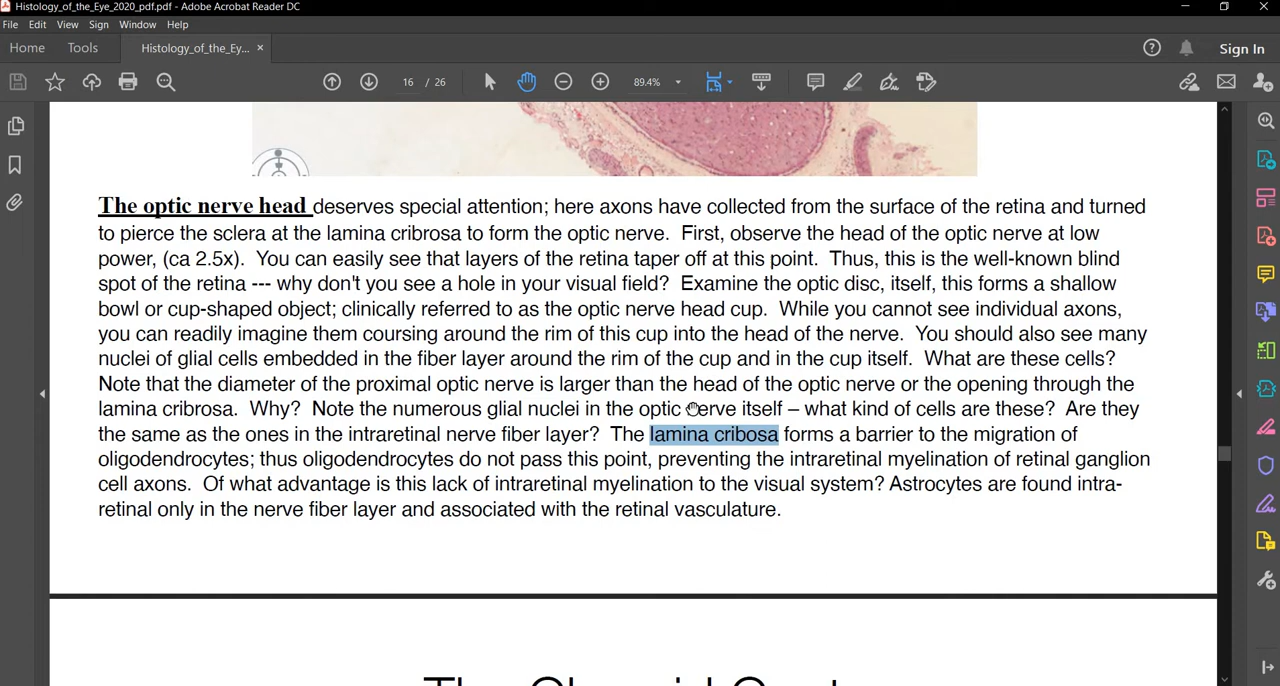 Histology_of_the_Eye_2020_pdf.pdf - Adobe Acrobat Reader DC
File Edit View Sign Window Help
Home Tools Histology_of_the_Ey... × Sign In
16 / 26 89.4%
The optic nerve head deserves special attention; here axons have collected from the surface of the retina and turned
to pierce the sclera at the lamina cribrosa to form the optic nerve. First, observe the head of the optic nerve at low
power, (ca 2.5x). You can easily see that layers of the retina taper off at this point. Thus, this is the well-known blind
spot of the retina --- why don't you see a hole in your visual field? Examine the optic disc, itself, this forms a shallow
bowl or cup-shaped object; clinically referred to as the optic nerve head cup. While you cannot see individual axons,
you can readily imagine them coursing around the rim of this cup into the head of the nerve. You should also see many
nuclei of glial cells embedded in the fiber layer around the rim of the cup and in the cup itself. What are these cells?
Note that the diameter of the proximal optic nerve is larger than the head of the optic nerve or the opening through the
lamina cribrosa. Why? Note the numerous glial nuclei in the optic nerve itself – what kind of cells are these? Are they
the same as the ones in the intraretinal nerve fiber layer? The lamina cribosa forms a barrier to the migration of
oligodendrocytes; thus oligodendrocytes do not pass this point, preventing the intraretinal myelination of retinal ganglion
cell axons. Of what advantage is this lack of intraretinal myelination to the visual system? Astrocytes are found intra-
retinal only in the nerve fiber layer and associated with the retinal vasculature.